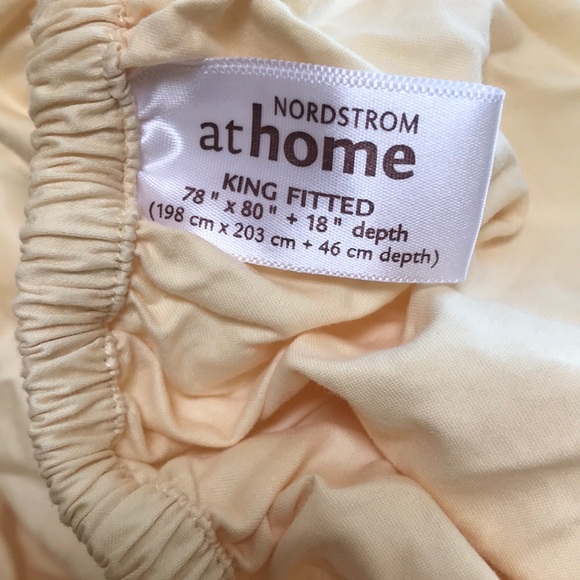 NORDSTROM
athome
KING FITTED
78" x 80" + 18" depth
(198 cm x 203 cm + 46 cm depth)